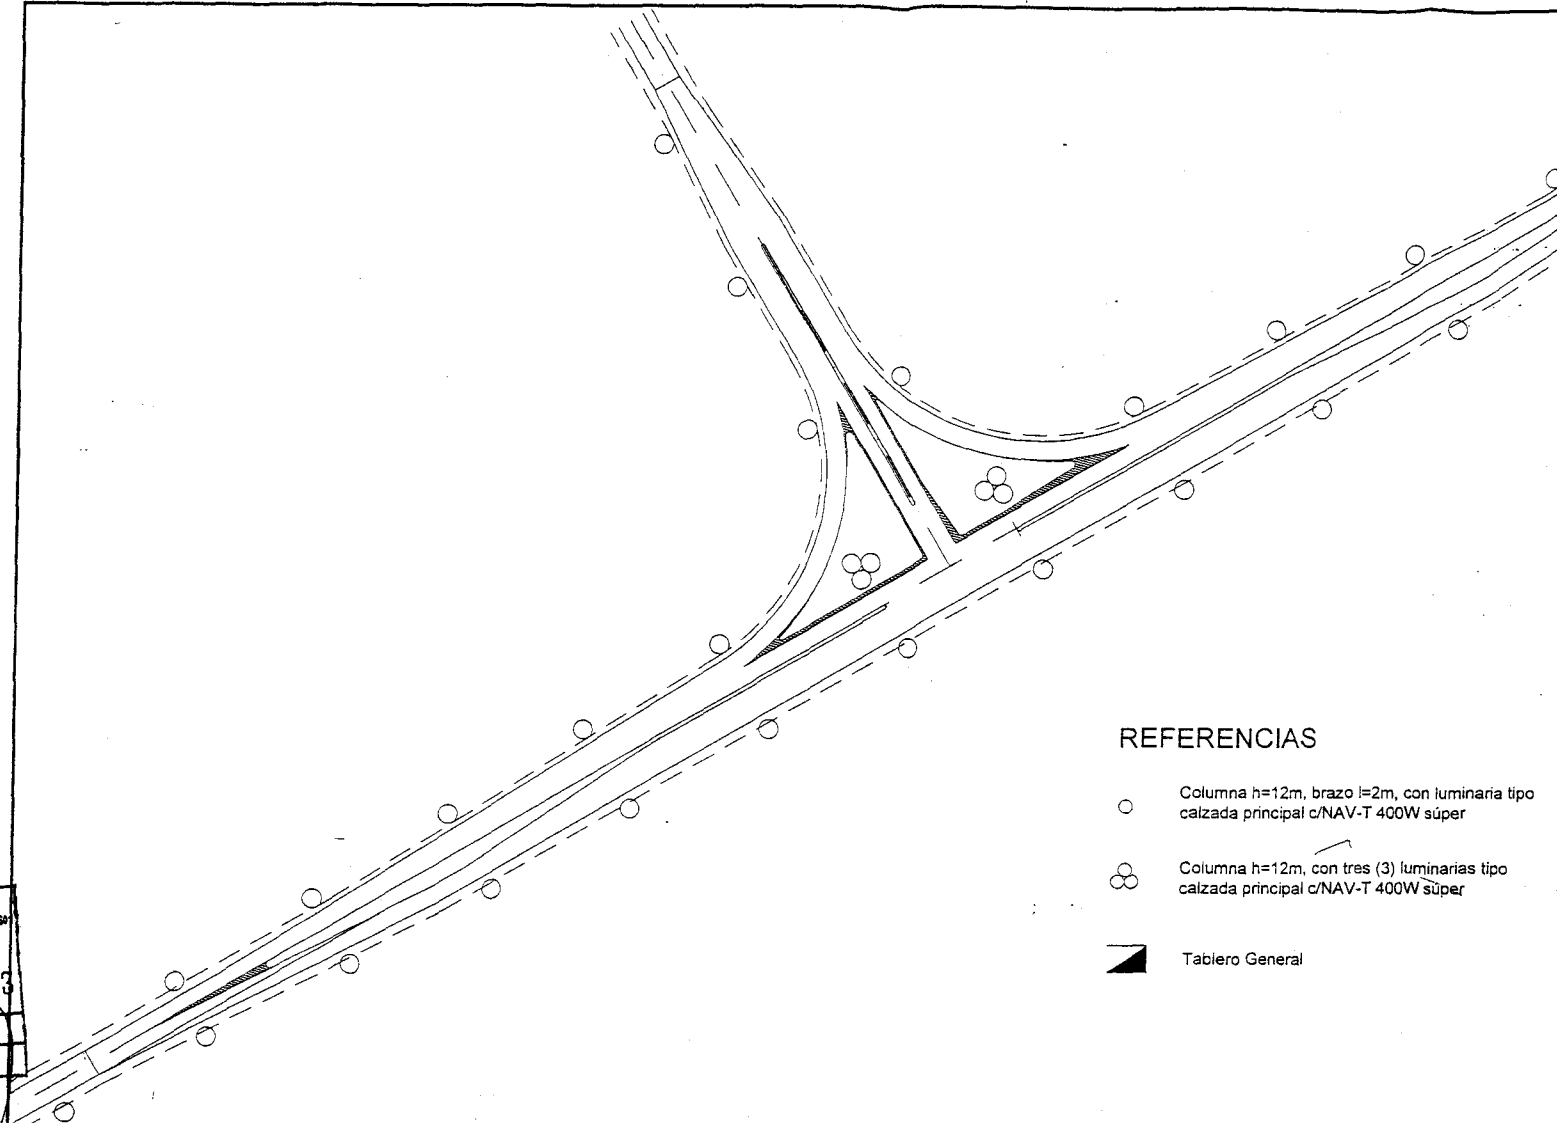 REFERENCIAS
Columna h=12m, brazo l=2m, con luminaria tipo
calzada principal c/NAV-T 400W súper
Columna h=12m, con tres (3) luminarias tipo
calzada principal c/NAV-T 400W súper
Tablero General
3